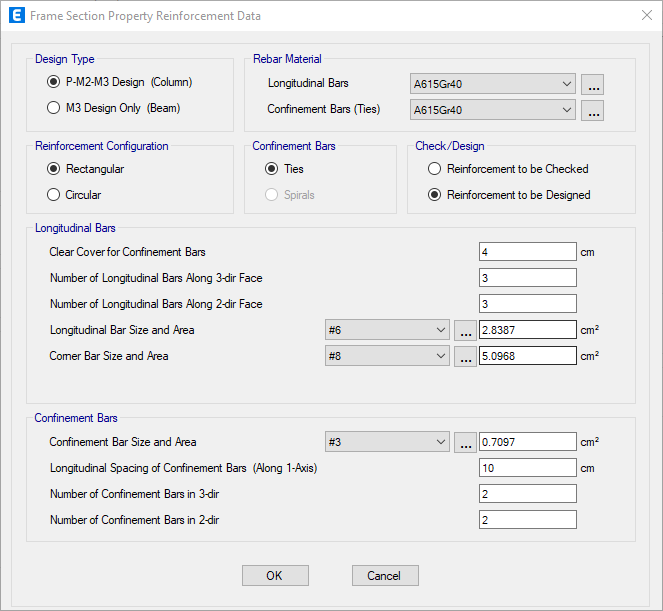 E Frame Section Property Reinforcement Data
Design Type
P-M2-M3 Design (Column)
M3 Design Only (Beam)
Rebar Material
Longitudinal Bars A615Gr40 ...
Confinement Bars (Ties) A615Gr40 ...
Reinforcement Configuration
Rectangular
Circular
Confinement Bars
Ties
Spirals
Check/Design
Reinforcement to be Checked
Reinforcement to be Designed
Longitudinal Bars
Clear Cover for Confinement Bars 4 cm
Number of Longitudinal Bars Along 3-dir Face 3
Number of Longitudinal Bars Along 2-dir Face 3
Longitudinal Bar Size and Area #6 ... 2.8387 cm²
Corner Bar Size and Area #8 ... 5.0968 cm²
Confinement Bars
Confinement Bar Size and Area #3 ... 0.7097 cm²
Longitudinal Spacing of Confinement Bars (Along 1-Axis) 10 cm
Number of Confinement Bars in 3-dir 2
Number of Confinement Bars in 2-dir 2
OK Cancel